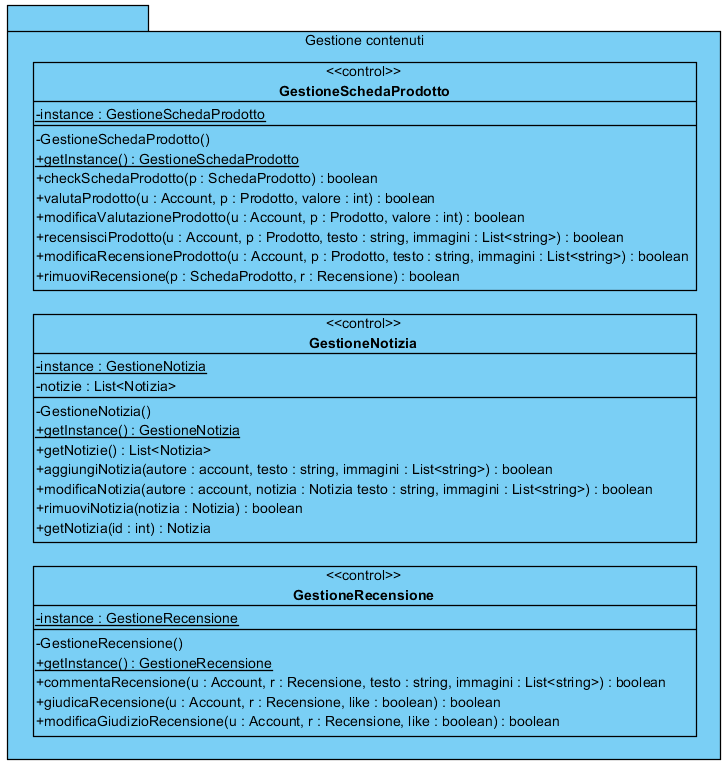 Gestione contenuti
<<control>>
GestioneSchedaProdotto
-instance : GestioneSchedaProdotto
-GestioneSchedaProdotto()
+getInstance() : GestioneSchedaProdotto
+checkSchedaProdotto(p : SchedaProdotto) : boolean
+valutaProdotto(u : Account, p : Prodotto, valore : int) : boolean
+modificaValutazioneProdotto(u : Account, p : Prodotto, valore : int) : boolean
+recensisciProdotto(u : Account, p : Prodotto, testo : string, immagini : List<string>) : boolean
+modificaRecensioneProdotto(u : Account, p : Prodotto, testo : string, immagini : List<string>) : boolean
+rimuoviRecensione(p : SchedaProdotto, r : Recensione) : boolean
<<control>>
GestioneNotizia
-instance : GestioneNotizia
-notizie : List<Notizia>
-GestioneNotizia()
+getInstance() : GestioneNotizia
+getNotizie() : List<Notizia>
+aggiungiNotizia(autore : account, testo : string, immagini : List<string>) : boolean
+modificaNotizia(autore : account, notizia : Notizia testo : string, immagini : List<string>) : boolean
+rimuoviNotizia(notizia : Notizia) : boolean
+getNotizia(id : int) : Notizia
<<control>>
GestioneRecensione
-instance : GestioneRecensione
-GestioneRecensione()
+getInstance() : GestioneRecensione
+commentaRecensione(u : Account, r : Recensione, testo : string, immagini : List<string>) : boolean
+giudicaRecensione(u : Account, r : Recensione, like : boolean) : boolean
+modificaGiudizioRecensione(u : Account, r : Recensione, like : boolean) : boolean